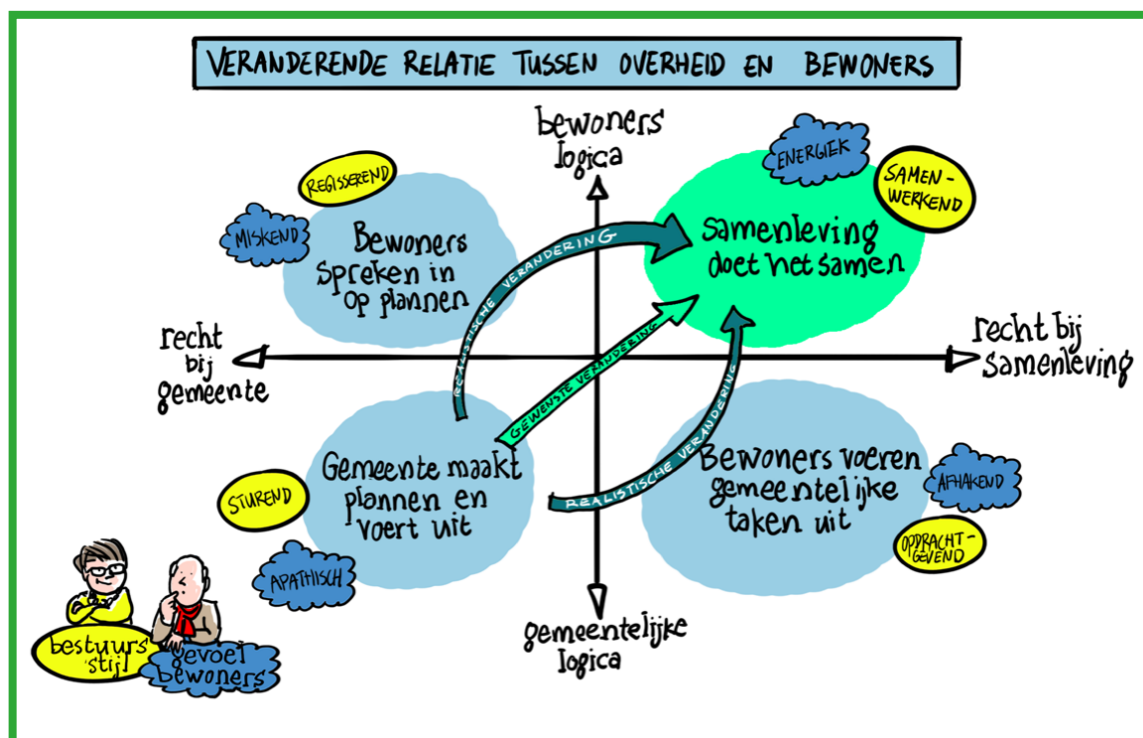 VERANDERENDE RELATIE TUSSEN OVERHEID EN BEWONERS
bewoners'
logica
ENERGIEK
SAMEN-
WERKEND
REGISSEREND
MISKEND
Bewoners
spreken in
op plannen
samenleving
doet het samen
REALISTISCHE VERANDERING
GEWENSTE VERANDERING
REALISTISCHE VERANDERING
recht
bij
gemeente
recht bij
samenleving
Gemeente maakt
plannen en
voert uit
STUREND
APATHISCH
Bewoners voeren
gemeentelijke
taken uit
AFHAKEND
OPDRACHT-
GEVEND
gemeentelijke
logica
bestuurs
stijl
gevoel
bewoners